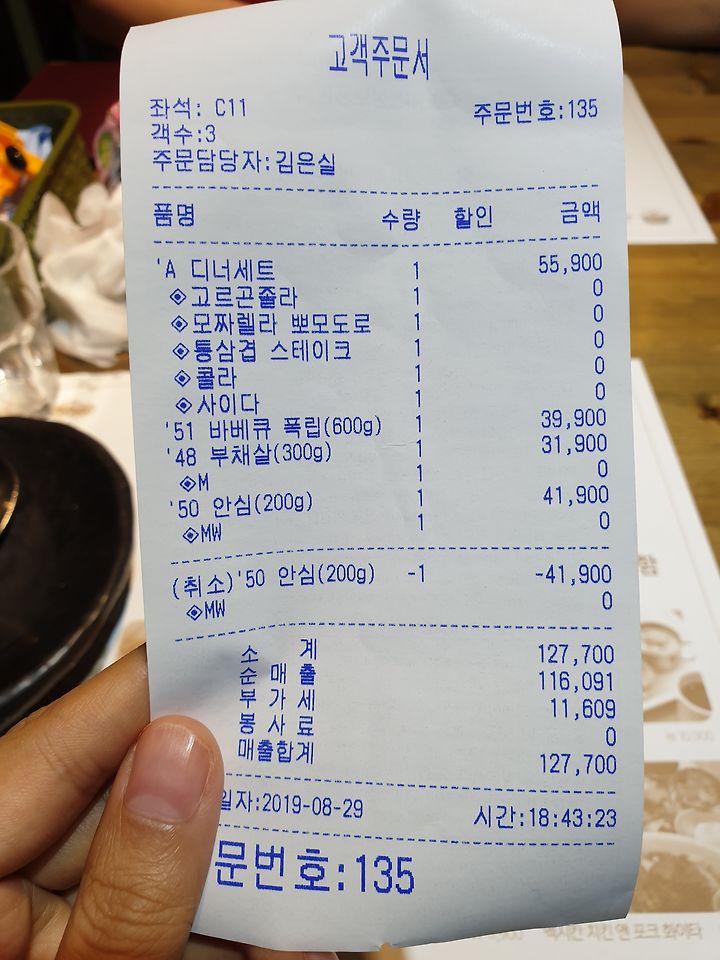 고객주문서
좌석: C11 주문번호:135
객수:3
주문담당자:김은실
품명 수량 할인 금액
'A 디너세트 1 55,900
◈고르곤졸라 1 0
◈모짜렐라 뽀모도로 1 0
◈통삼겹 스테이크 1 0
◈콜라 1 0
◈사이다 1 0
'51 바베큐 폭립(600g) 1 39,900
'48 부채살(300g) 1 31,900
◈M 1 0
'50 안심(200g) 1 41,900
◈MW 1 0
(취소)'50 안심(200g) -1 -41,900
◈MW 0
소 계 127,700
순 매 출 116,091
부 가 세 11,609
봉 사 료 0
매출합계 127,700
일자:2019-08-29 시간:18:43:23
문번호:135